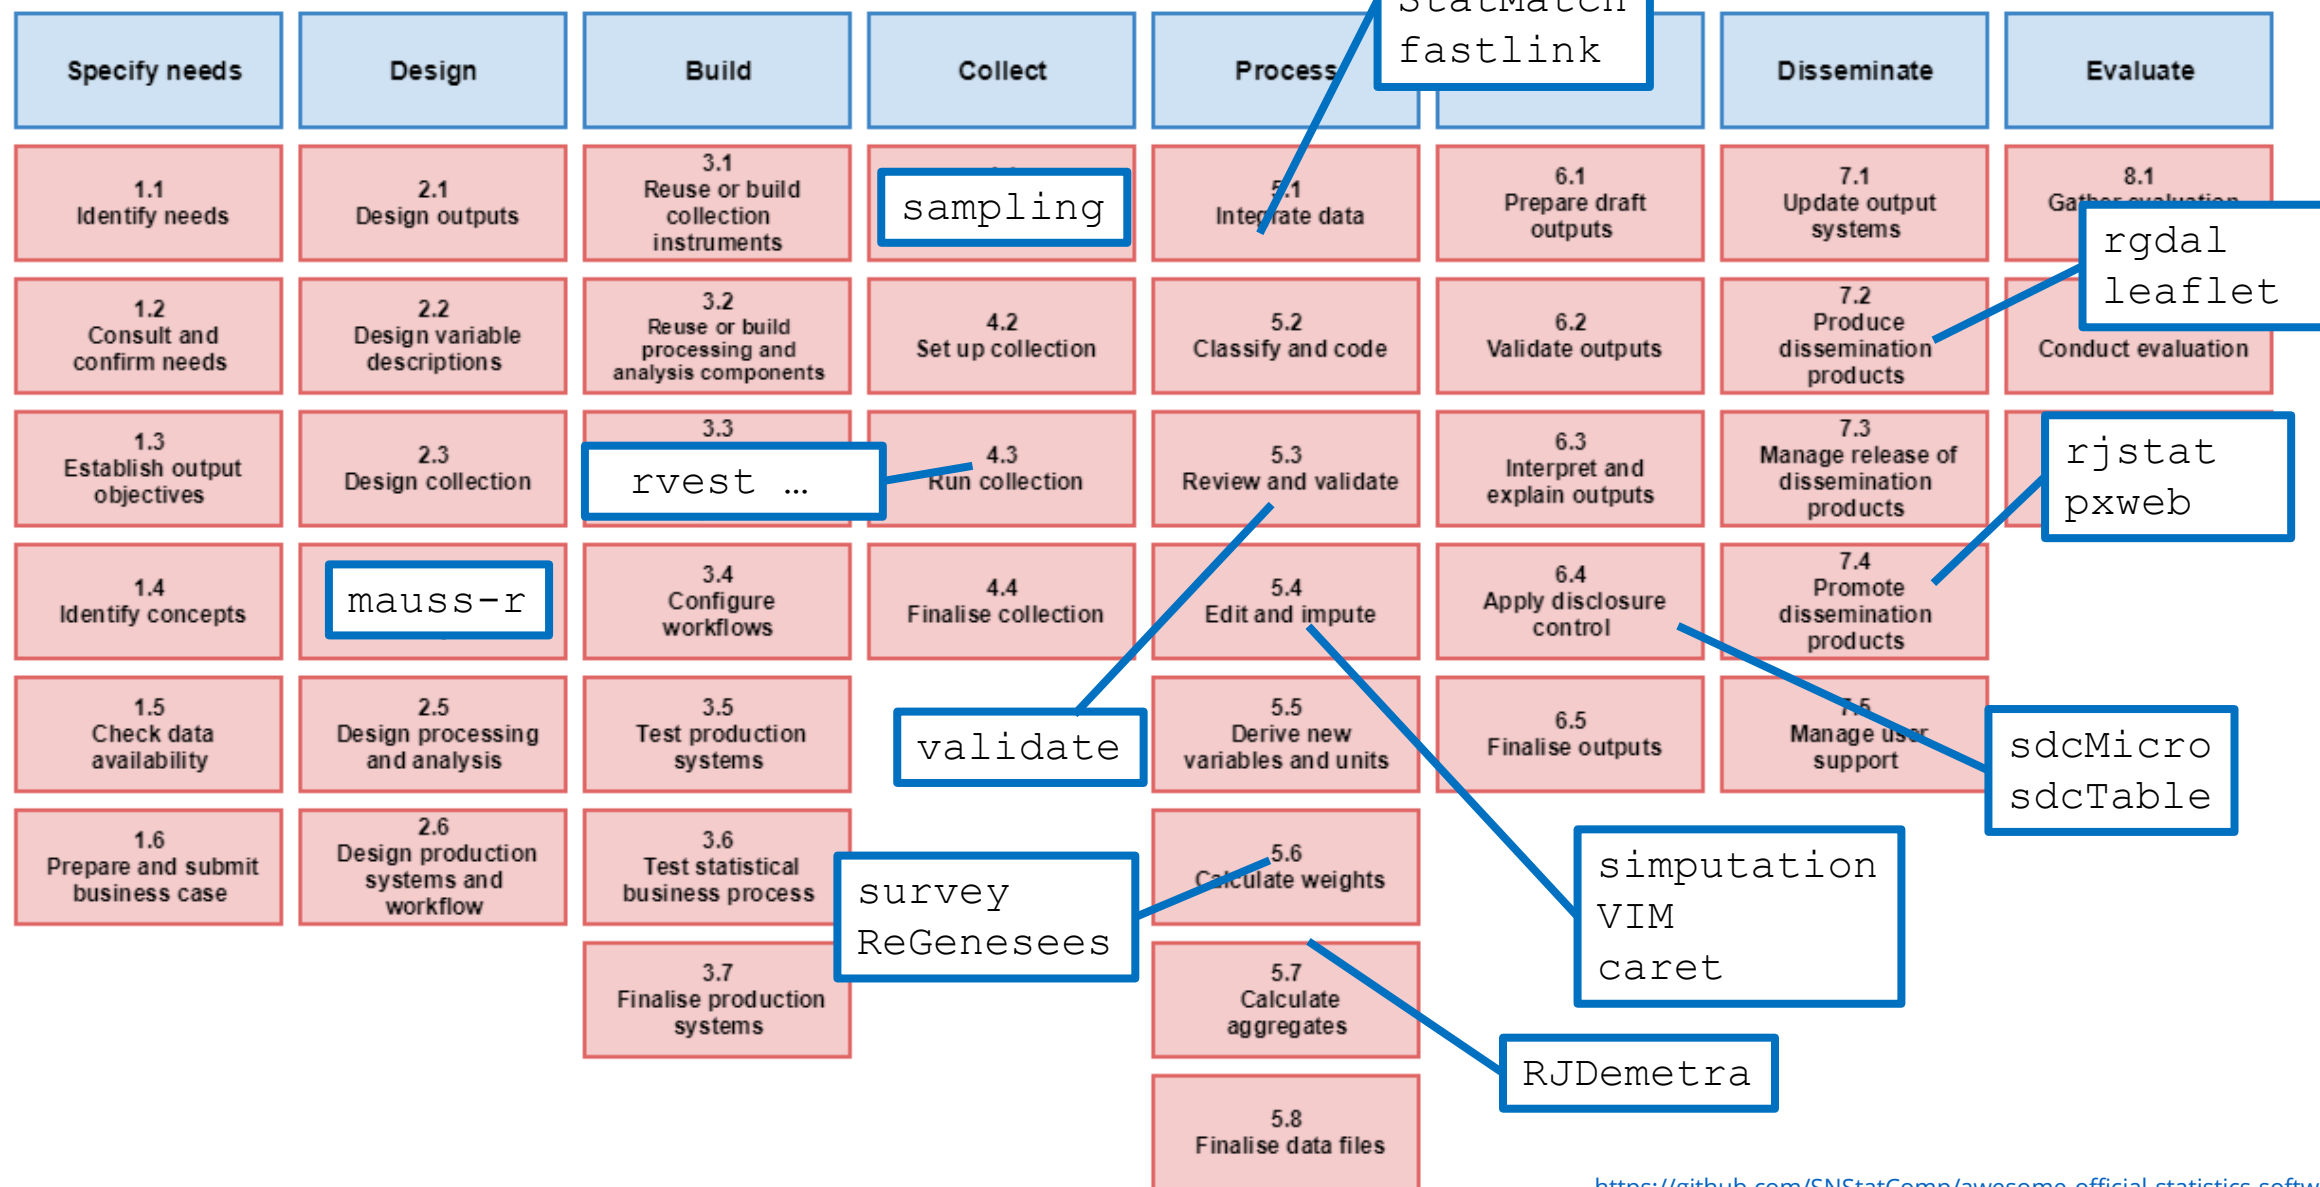 StatMatch
fastlink
Specify needs
Design
Build
Collect
Process
Disseminate
Evaluate
1.1
Identify needs
2.1
Design outputs
3.1
Reuse or build
collection
instruments
sampling
5.1
Integrate data
6.1
Prepare draft
outputs
7.1
Update output
systems
8.1
Gather evaluation
rgdal
leaflet
1.2
Consult and
confirm needs
2.2
Design variable
descriptions
3.2
Reuse or build
processing and
analysis components
4.2
Set up collection
5.2
Classify and code
6.2
Validate outputs
7.2
Produce
dissemination
products
Conduct evaluation
1.3
Establish output
objectives
2.3
Design collection
3.3
rvest …
4.3
Run collection
5.3
Review and validate
6.3
Interpret and
explain outputs
7.3
Manage release of
dissemination
products
rjstat
pxweb
1.4
Identify concepts
mauss-r
3.4
Configure
workflows
4.4
Finalise collection
5.4
Edit and impute
6.4
Apply disclosure
control
7.4
Promote
dissemination
products
1.5
Check data
availability
2.5
Design processing
and analysis
3.5
Test production
systems
validate
5.5
Derive new
variables and units
6.5
Finalise outputs
7.5
Manage user
support
sdcMicro
sdcTable
1.6
Prepare and submit
business case
2.6
Design production
systems and
workflow
3.6
Test statistical
business process
survey
ReGenesees
5.6
Calculate weights
simputation
VIM
caret
3.7
Finalise production
systems
5.7
Calculate
aggregates
RJDemetra
5.8
Finalise data files
https://github.com/SNStatComp/awesome-official-statistics-softw